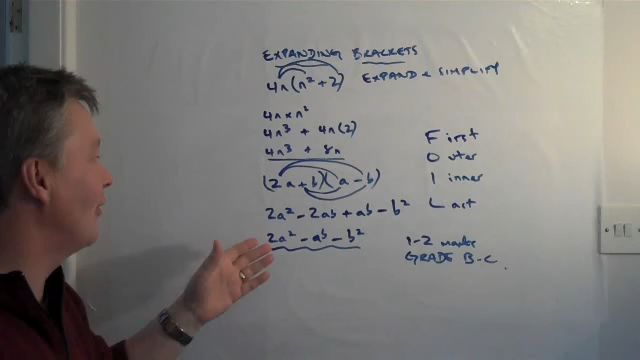 EXPANDING BRACKETS
4n(n²+2) EXPAND & SIMPLIFY
4n×n²
4n³ + 4n(2)
4n³ + 8n
(2a+b)(a-b)
2a²-2ab+ab-b²
2a²-ab-b²
First
Outer
Inner
Last
1-2 marks
GRADE B-C.